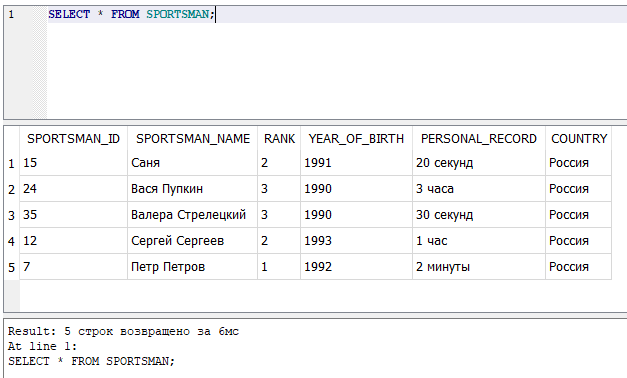 1 SELECT * FROM SPORTSMAN;
SPORTSMAN_ID SPORTSMAN_NAME RANK YEAR_OF_BIRTH PERSONAL_RECORD COUNTRY
1 15 Саня 2 1991 20 секунд Россия
2 24 Вася Пупкин 3 1990 3 часа Россия
3 35 Валера Стрелецкий 3 1990 30 секунд Россия
4 12 Сергей Сергеев 2 1993 1 час Россия
5 7 Петр Петров 1 1992 2 минуты Россия
Result: 5 строк возвращено за 6мс
At line 1:
SELECT * FROM SPORTSMAN;